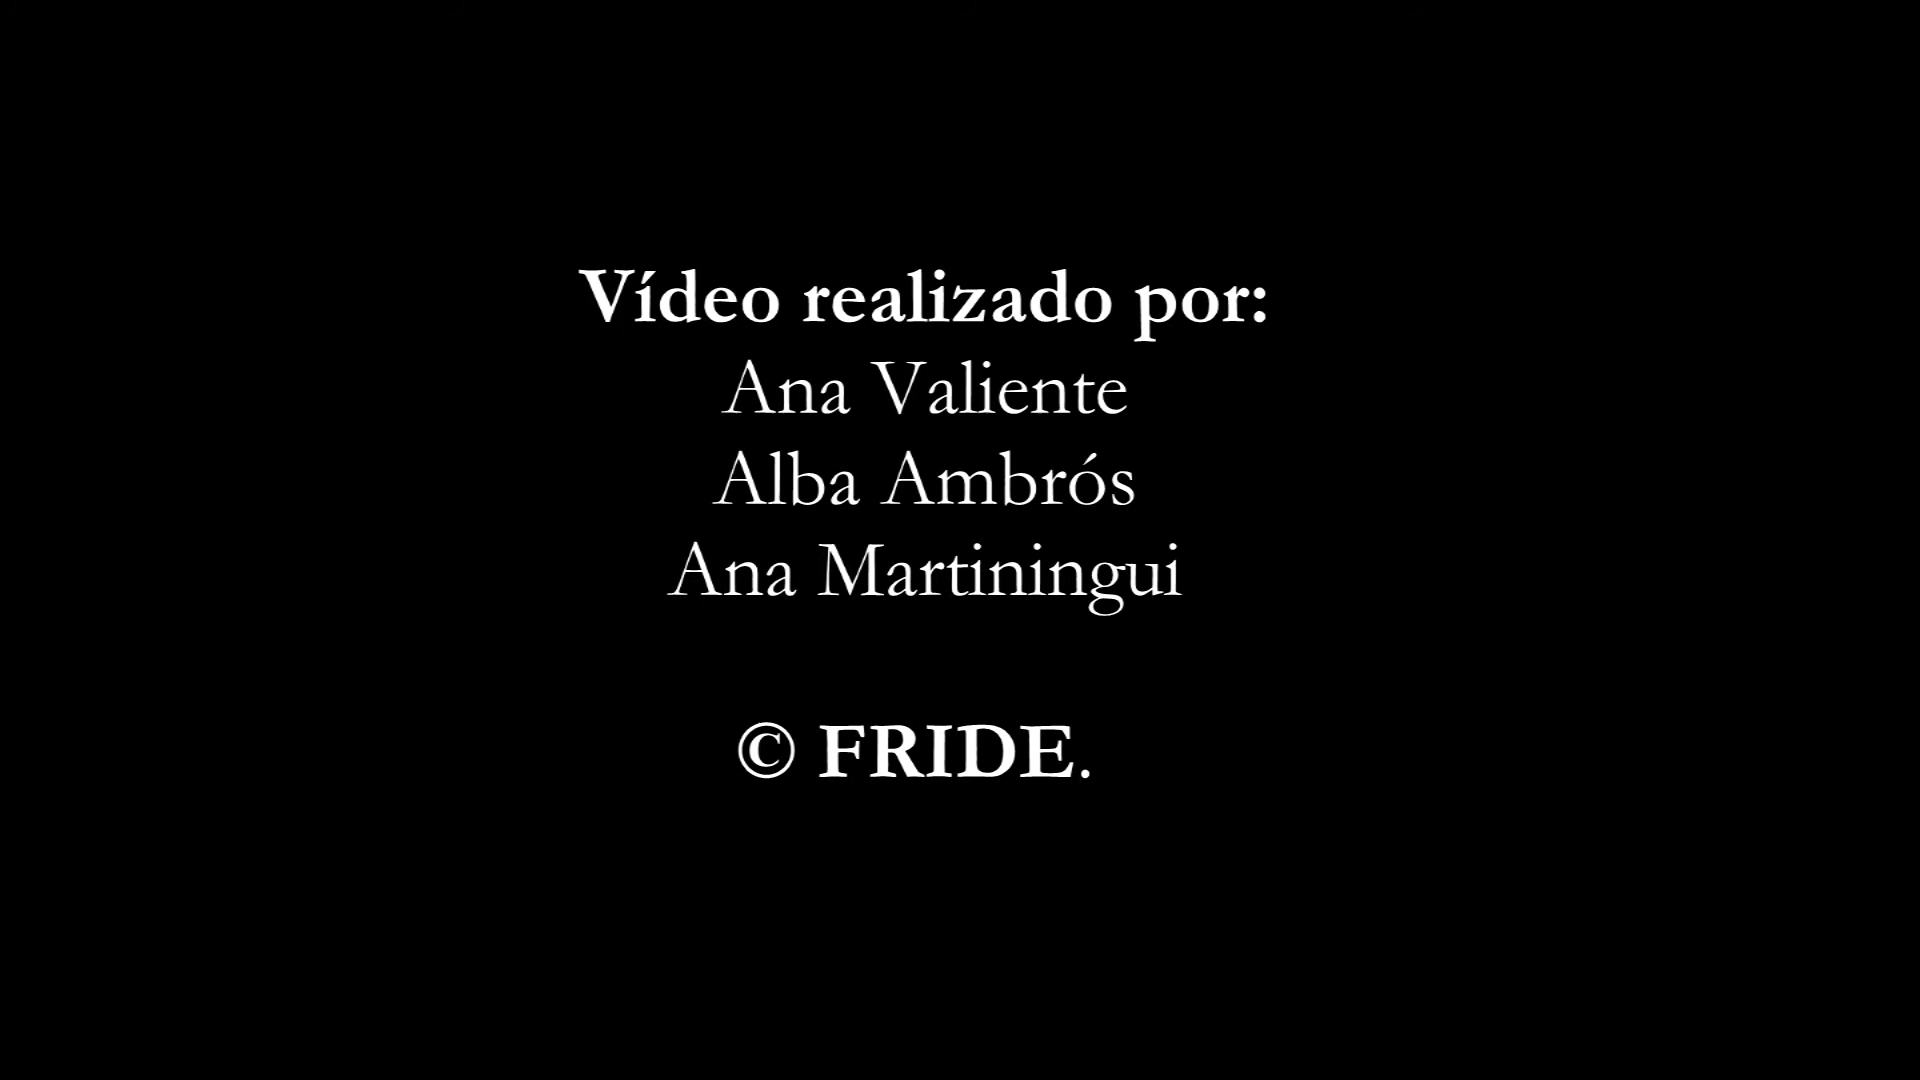 Vídeo realizado por:
Ana Valiente
Alba Ambrós
Ana Martiningui
© FRIDE.